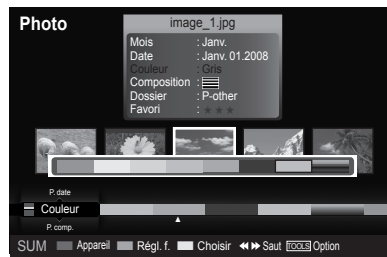 Photo
image_1.jpg
Mois : Janv.
Date : Janv. 01.2008
Couleur : Gris
Composition :
Dossier : P-other
Favori : ★★★
P. date
Couleur
P. comp.
SUM Appareil Régl. f. Choisir Saut TOOLS Option